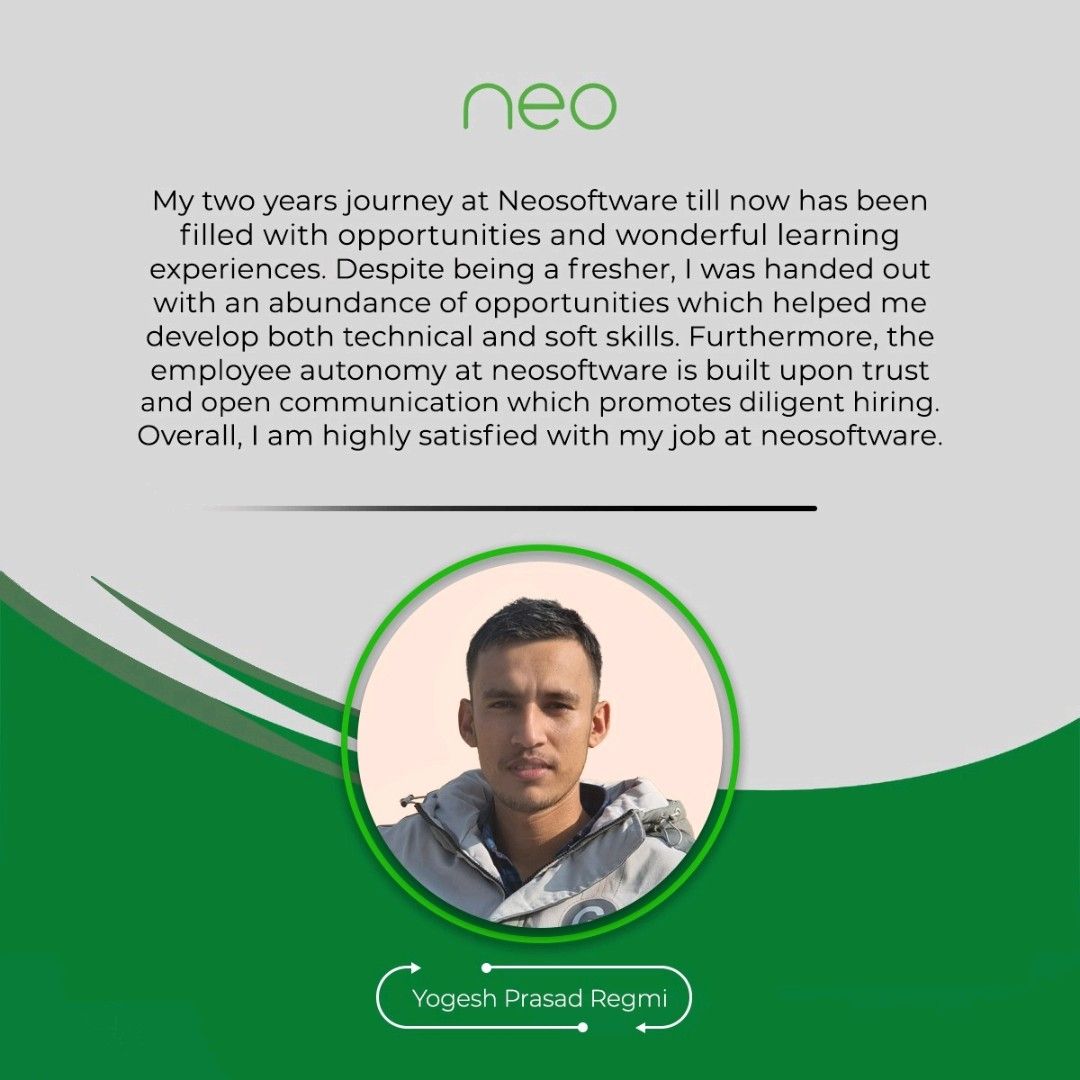 neo
My two years journey at Neosoftware till now has been
filled with opportunities and wonderful learning
experiences. Despite being a fresher, I was handed out
with an abundance of opportunities which helped me
develop both technical and soft skills. Furthermore, the
employee autonomy at neosoftware is built upon trust
and open communication which promotes diligent hiring.
Overall, I am highly satisfied with my job at neosoftware.
Yogesh Prasad Regmi